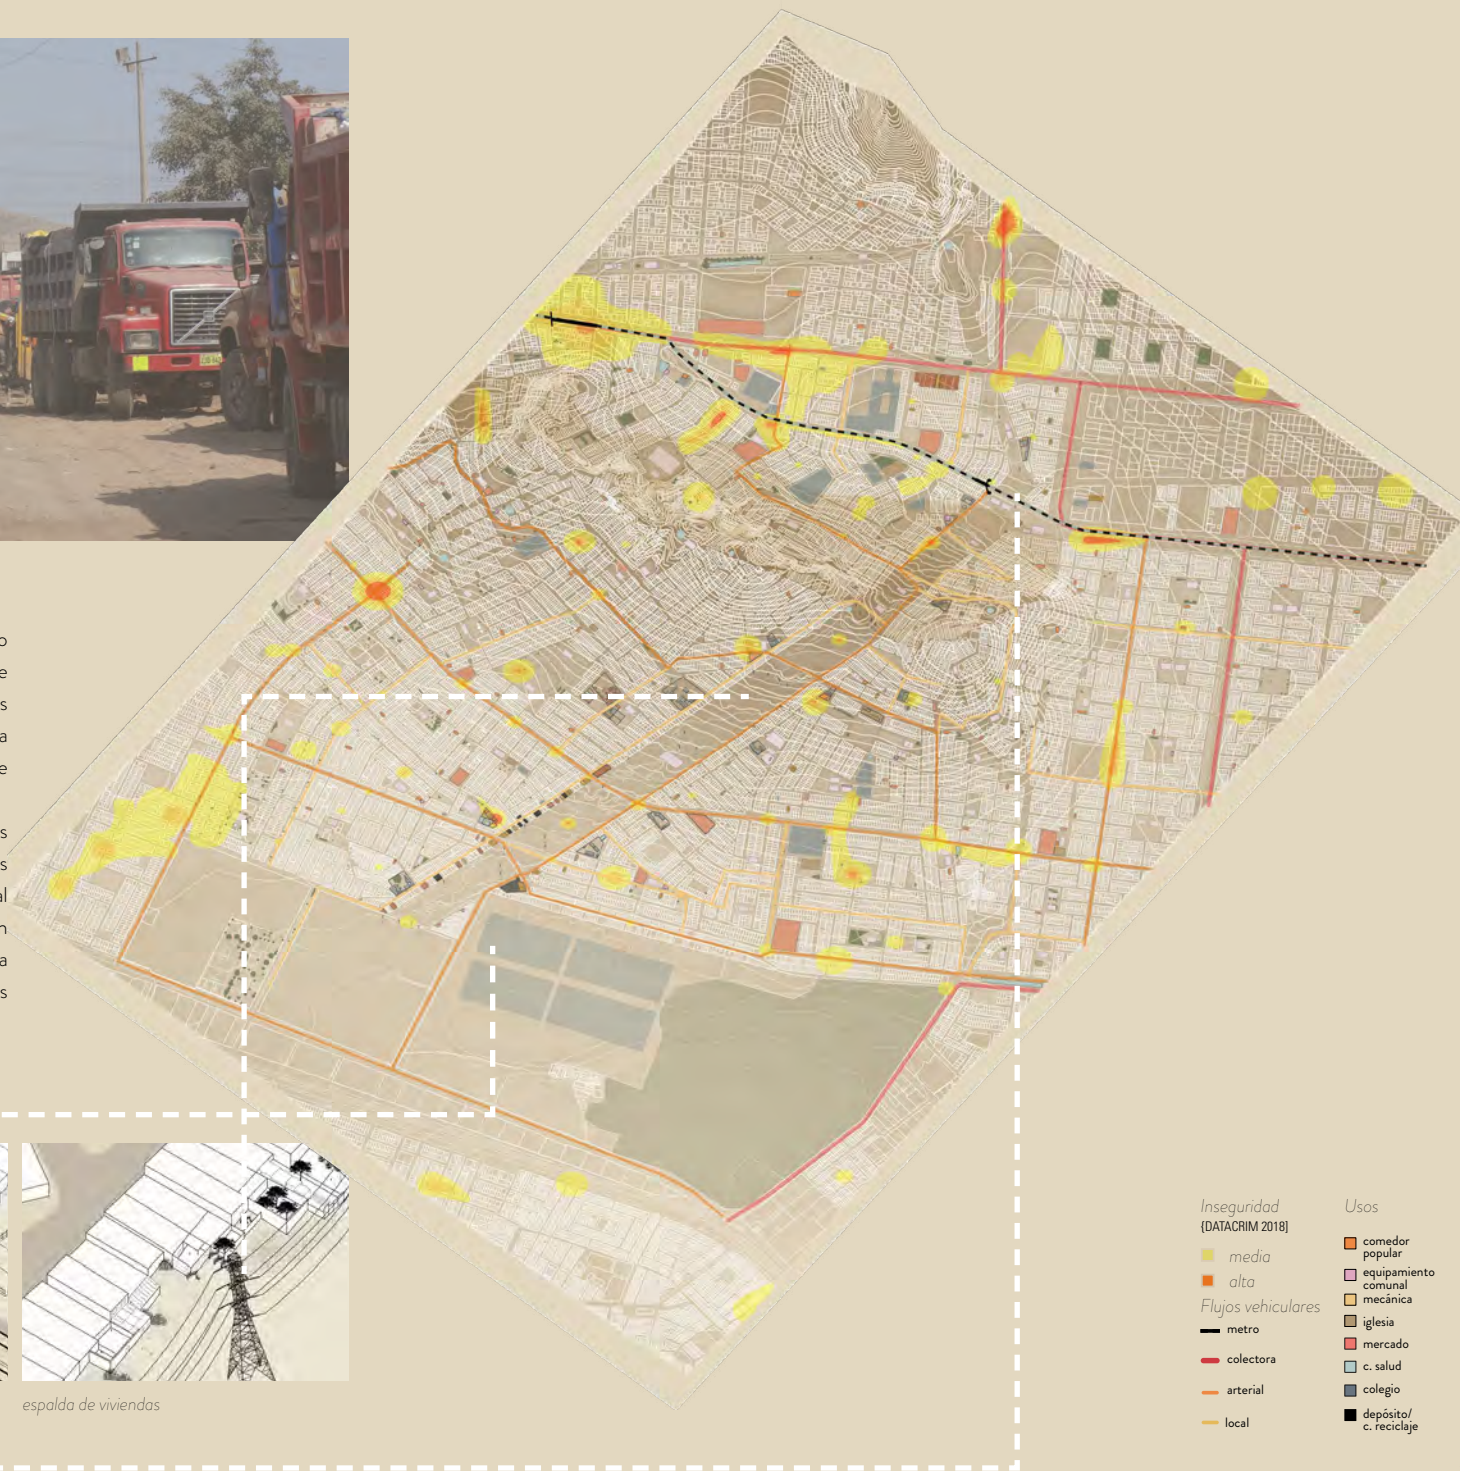 o
e
s
a
e
s
s
al
n
a
s
espalda de viviendas
Inseguridad
{DATACRIM 2018]
media
alta
Flujos vehiculares
metro
colectora
arterial
local
Usos
comedor
popular
equipamiento
comunal
mecánica
iglesia
mercado
c. salud
colegio
depósito/
c. reciclaje